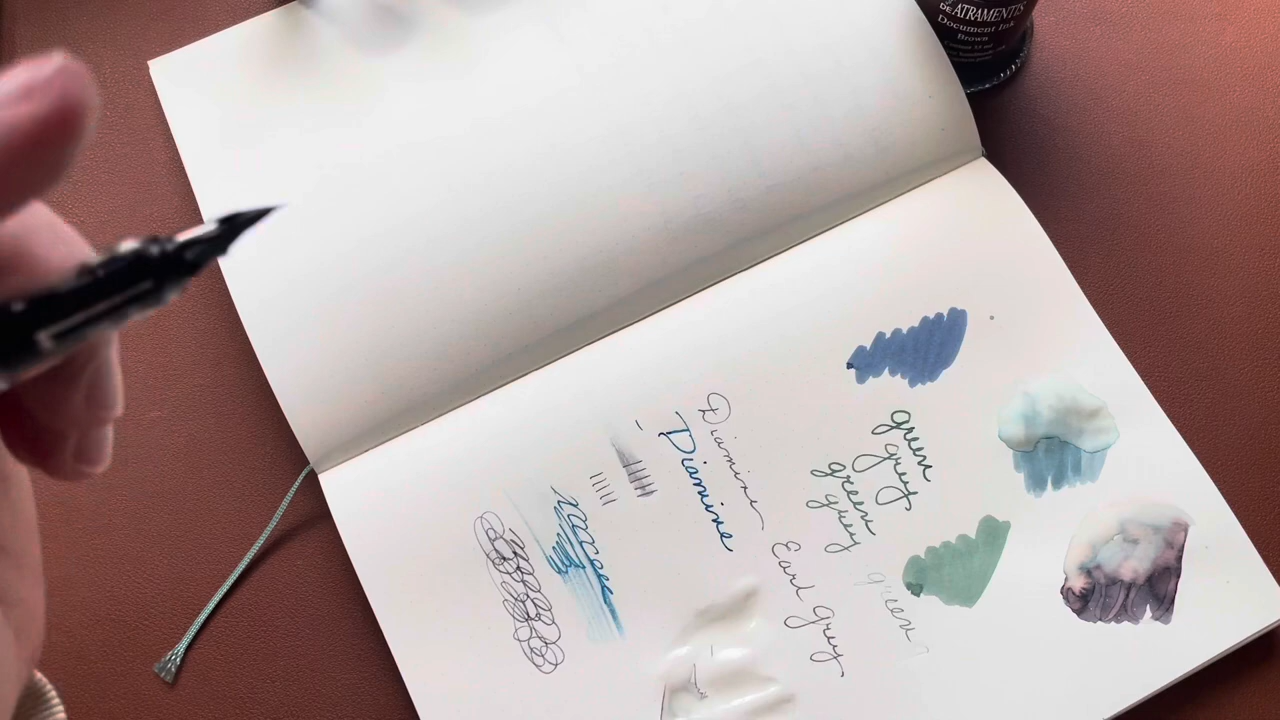 DE ATRAMENTIS
Document Ink
Brown
Diamine
Diamine
Earl Grey
green
grey
green
grey
green